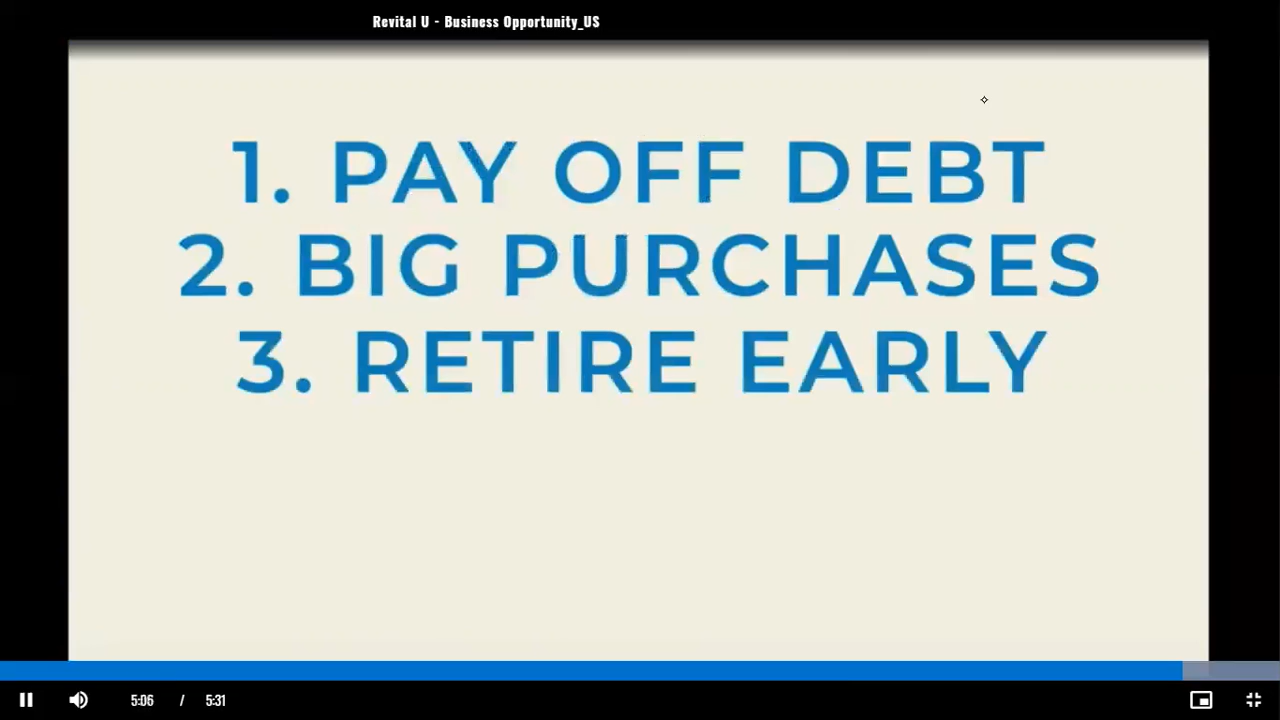 Revital U - Business Opportunity_US
1. PAY OFF DEBT
2. BIG PURCHASES
3. RETIRE EARLY
5:06 / 5:31